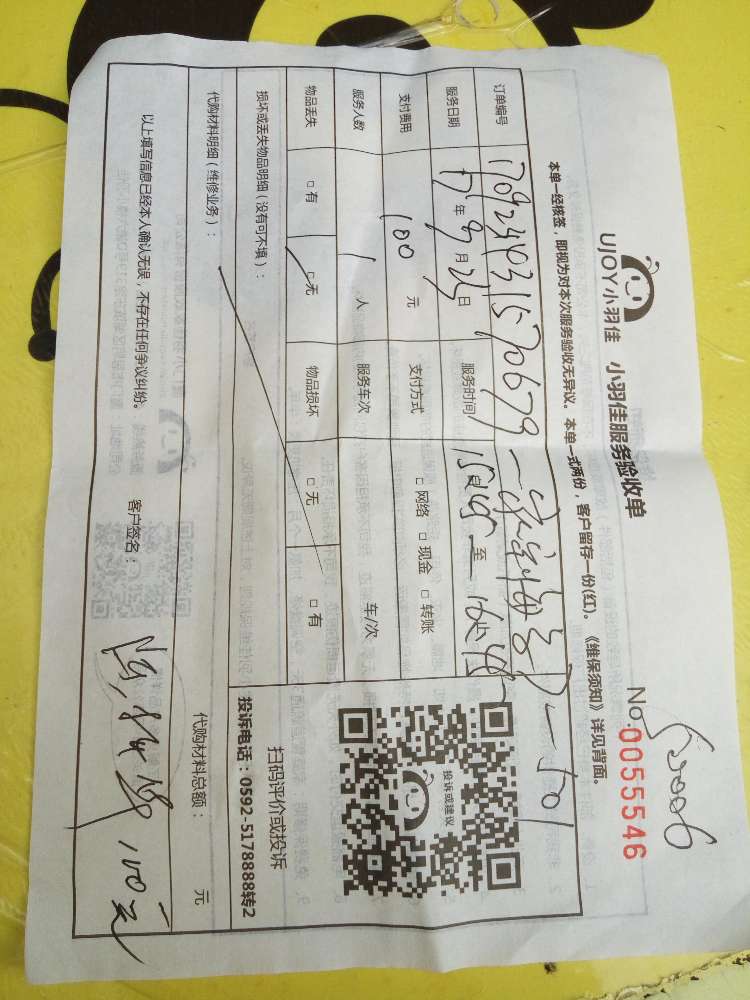 UJOY小羽佳 小羽佳服务验收单
No.0055546
本单一经核签，即视为对本次服务验收无异议。本单一式两份，客户留存一份(红)。《维保须知》详见背面。
订单编号
服务日期 17年9月25日 服务时间 至
支付费用 100 元 支付方式 □网络 □现金 □转账
服务人数 1 人 服务车次 车/次
物品丢失 □有 □无 物品损坏 □无 □有
投诉或建议
扫码评价或投诉
投诉电话：0592-5178888转2
损坏或丢失物品明细（没有可不填）：
代购材料明细（维修业务）： 代购材料总额： 元
以上填写信息已经本人确认无误，不存在任何争议纠纷。 客户签名： 100元